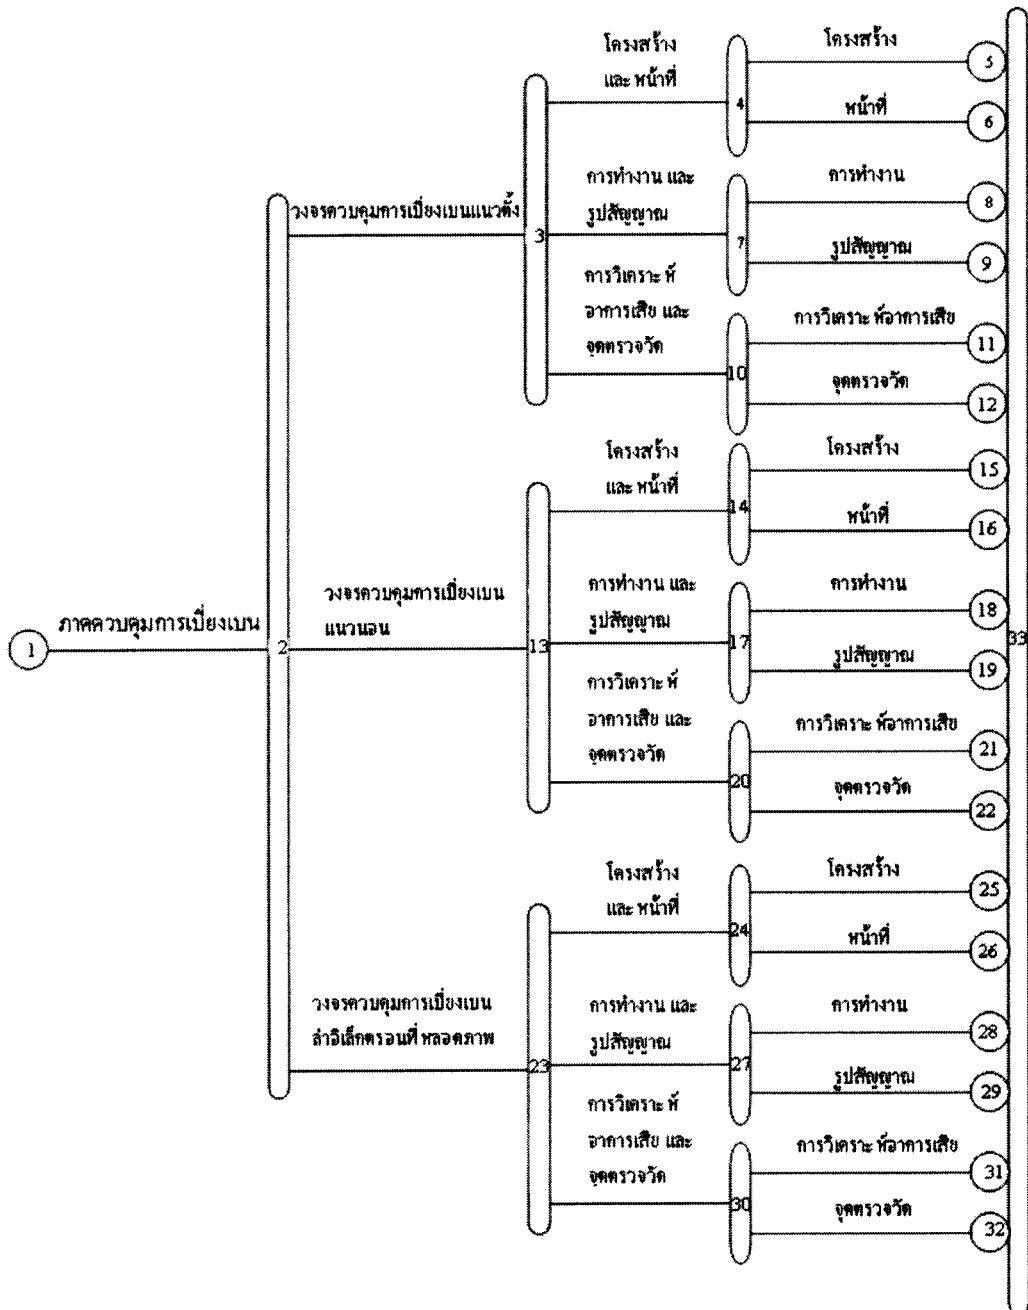 1
ภาคควบคุมการเบี่ยงเบน
2
วงจรควบคุมการเบี่ยงเบนแนวตั้ง
3
โครงสร้าง
และ หน้าที่
4
โครงสร้าง
5
หน้าที่
6
การทำงาน และ
รูปสัญญาณ
7
การทำงาน
8
รูปสัญญาณ
9
การวิเคราะห์
อาการเสีย และ
จุดตรวจวัด
10
การวิเคราะห์อาการเสีย
11
จุดตรวจวัด
12
วงจรควบคุมการเบี่ยงเบน
แนวนอน
13
โครงสร้าง
และ หน้าที่
14
โครงสร้าง
15
หน้าที่
16
การทำงาน และ
รูปสัญญาณ
17
การทำงาน
18
รูปสัญญาณ
19
การวิเคราะห์
อาการเสีย และ
จุดตรวจวัด
20
การวิเคราะห์อาการเสีย
21
จุดตรวจวัด
22
วงจรควบคุมการเบี่ยงเบน
ลำอิเล็กตรอนที่หลอดภาพ
23
โครงสร้าง
และ หน้าที่
24
โครงสร้าง
25
หน้าที่
26
การทำงาน และ
รูปสัญญาณ
27
การทำงาน
28
รูปสัญญาณ
29
การวิเคราะห์
อาการเสีย และ
จุดตรวจวัด
30
การวิเคราะห์อาการเสีย
31
จุดตรวจวัด
32
33